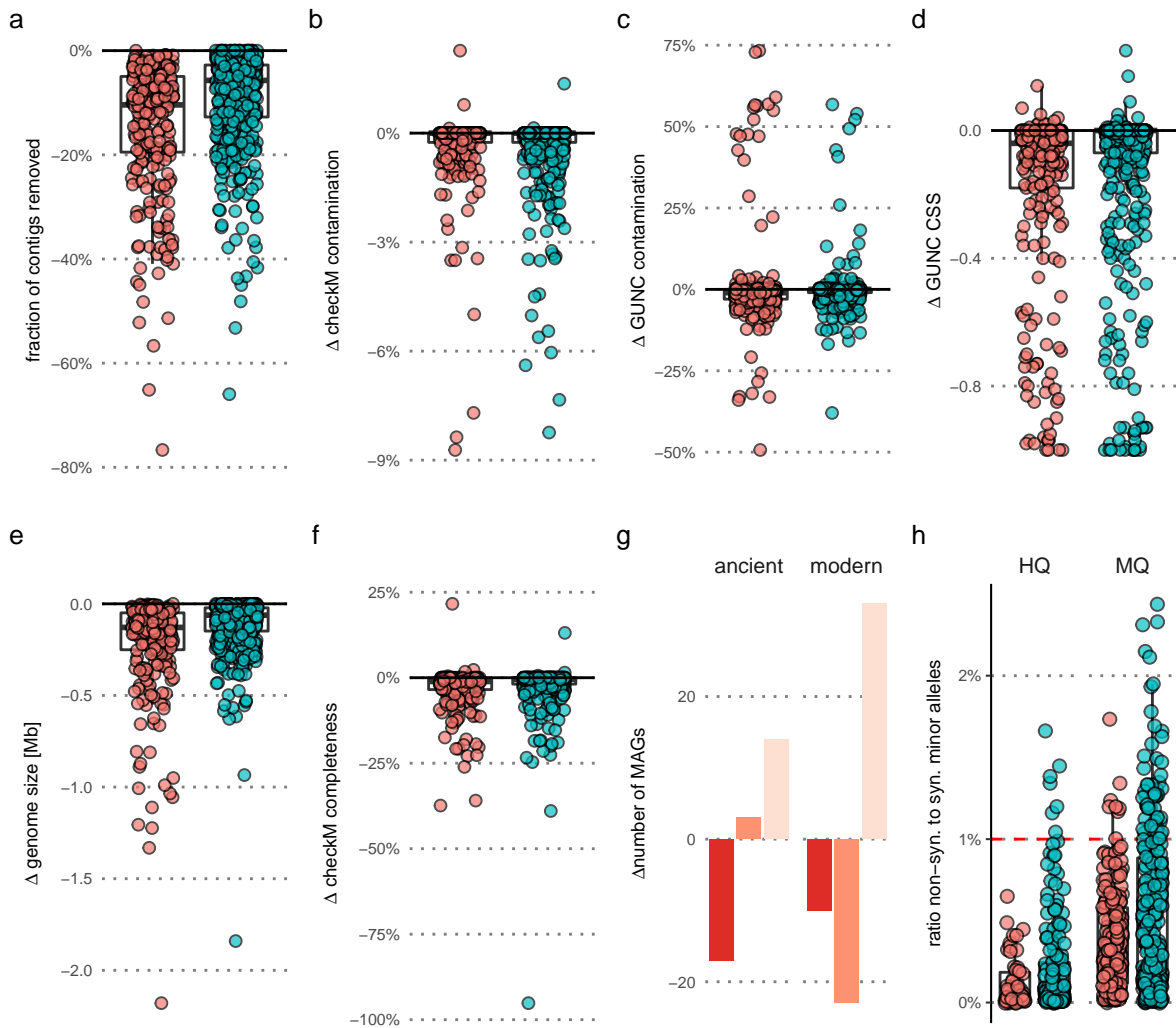 a
fraction of contigs removed
0%
−20%
−40%
−60%
−80%
b
Δ checkM contamination
0%
−3%
−6%
−9%
c
Δ GUNC contamination
75%
50%
25%
0%
−25%
−50%
d
Δ GUNC CSS
0.0
−0.4
−0.8
e
Δ genome size [Mb]
0.0
−0.5
−1.0
−1.5
−2.0
f
Δ checkM completeness
25%
0%
−25%
−50%
−75%
−100%
g
ancient modern
Δnumber of MAGs
20
0
−20
h
HQ MQ
ratio non−syn. to syn. minor alleles
2%
1%
0%